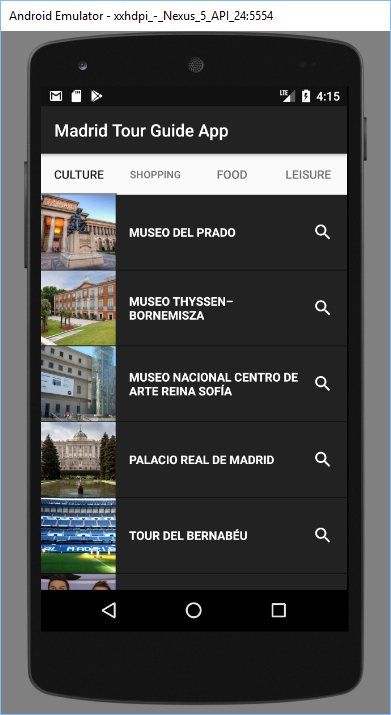 Android Emulator - xxhdpi_-_Nexus_5_API_24:5554
LTE 4:15
Madrid Tour Guide App
CULTURE SHOPPING FOOD LEISURE
MUSEO DEL PRADO
MUSEO THYSSEN–
BORNEMISZA
MUSEO NACIONAL CENTRO DE
ARTE REINA SOFÍA
PALACIO REAL DE MADRID
TOUR DEL BERNABÉU